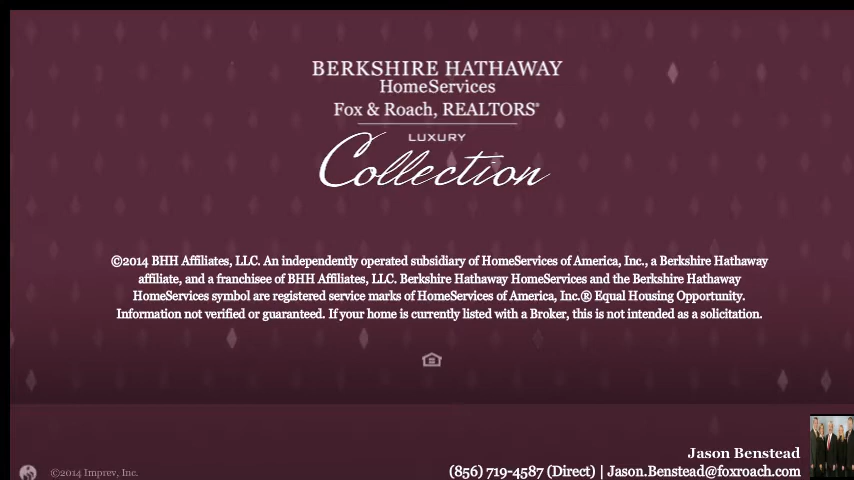 BERKSHIRE HATHAWAY
HomeServices
Fox & Roach, REALTORS®
LUXURY
Collection
©2014 BHH Affiliates, LLC. An independently operated subsidiary of HomeServices of America, Inc., a Berkshire Hathaway
affiliate, and a franchisee of BHH Affiliates, LLC. Berkshire Hathaway HomeServices and the Berkshire Hathaway
HomeServices symbol are registered service marks of HomeServices of America, Inc.® Equal Housing Opportunity.
Information not verified or guaranteed. If your home is currently listed with a Broker, this is not intended as a solicitation.
Jason Benstead
©2014 Imprev, Inc.
(856) 719-4587 (Direct) | Jason.Benstead@foxroach.com